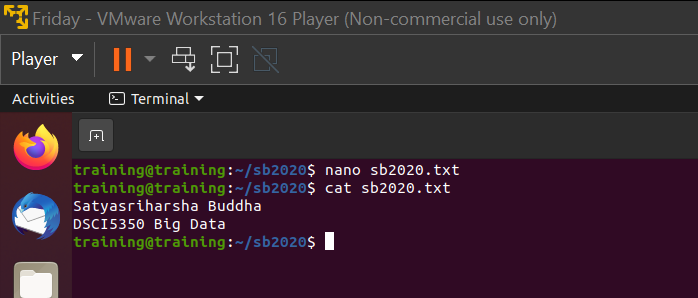 Friday - VMware Workstation 16 Player (Non-commercial use only)
Player
Activities
Terminal
training@training:~/sb2020$ nano sb2020.txt
training@training:~/sb2020$ cat sb2020.txt
Satyasriharsha Buddha
DSCI5350 Big Data
training@training:~/sb2020$